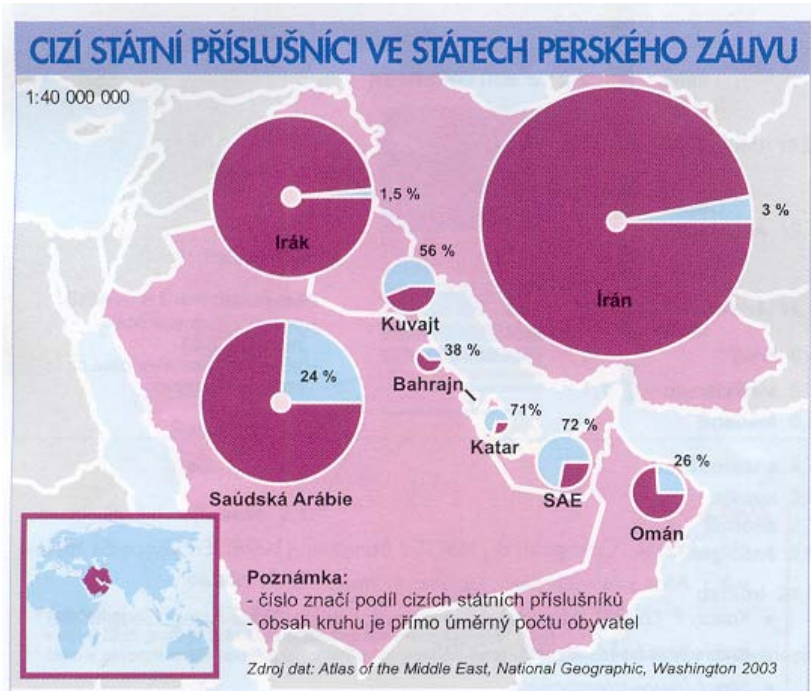 CIZÍ STÁTNÍ PŘÍSLUŠNÍCI VE STÁTECH PERSKÉHO ZÁLIVU
1:40 000 000
1,5 %
Irák
3 %
Írán
56 %
Kuvajt
38 %
Bahrajn
24 %
Saúdská Arábie
71%
Katar
72 %
SAE
26 %
Omán
Poznámka:
- číslo značí podíl cizích státních příslušníků
- obsah kruhu je přímo úměrný počtu obyvatel
Zdroj dat: Atlas of the Middle East, National Geographic, Washington 2003